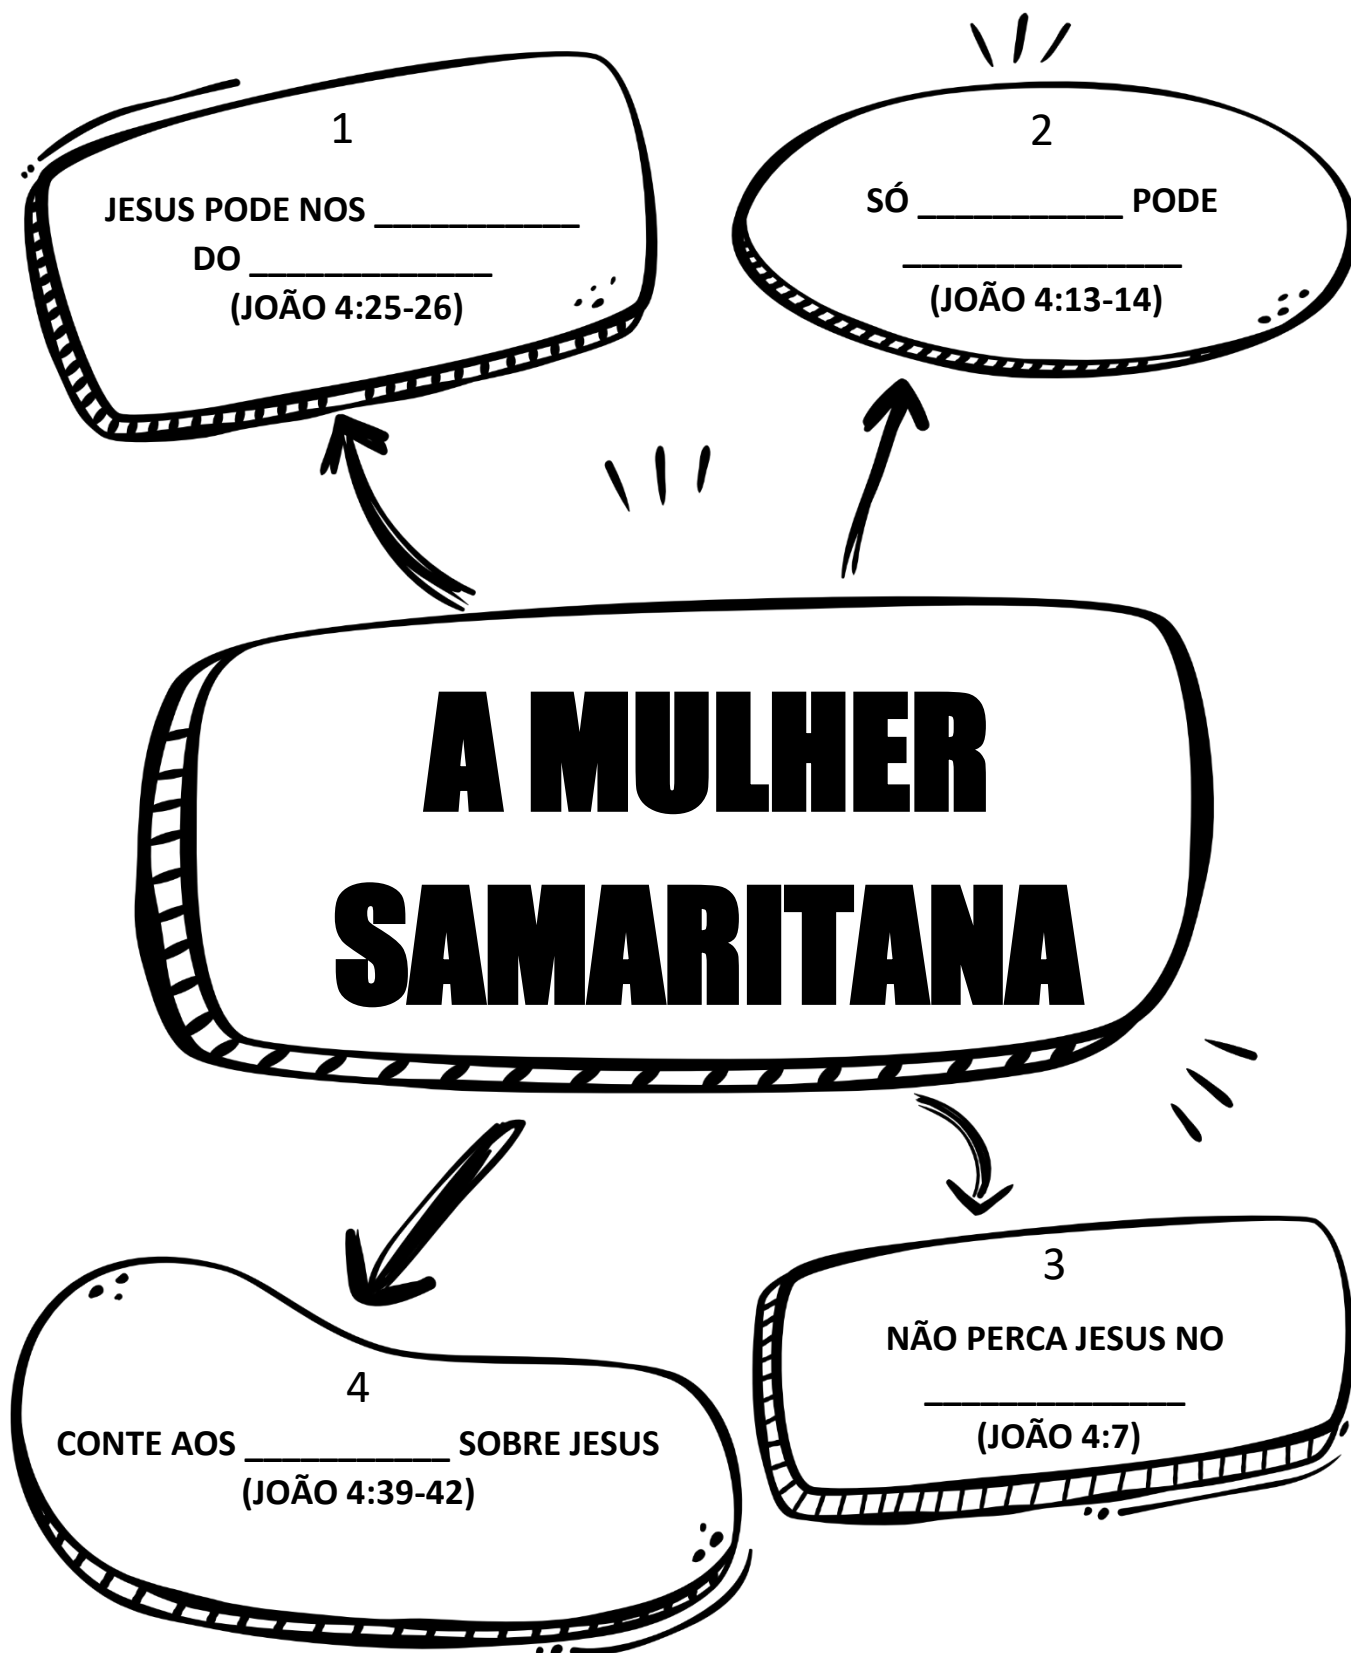 1
JESUS PODE NOS ___________
DO _____________
(JOÃO 4:25-26)
2
SÓ ___________ PODE
_______________
(JOÃO 4:13-14)
A MULHER
SAMARITANA
3
NÃO PERCA JESUS NO
______________
(JOÃO 4:7)
4
CONTE AOS ___________ SOBRE JESUS
(JOÃO 4:39-42)